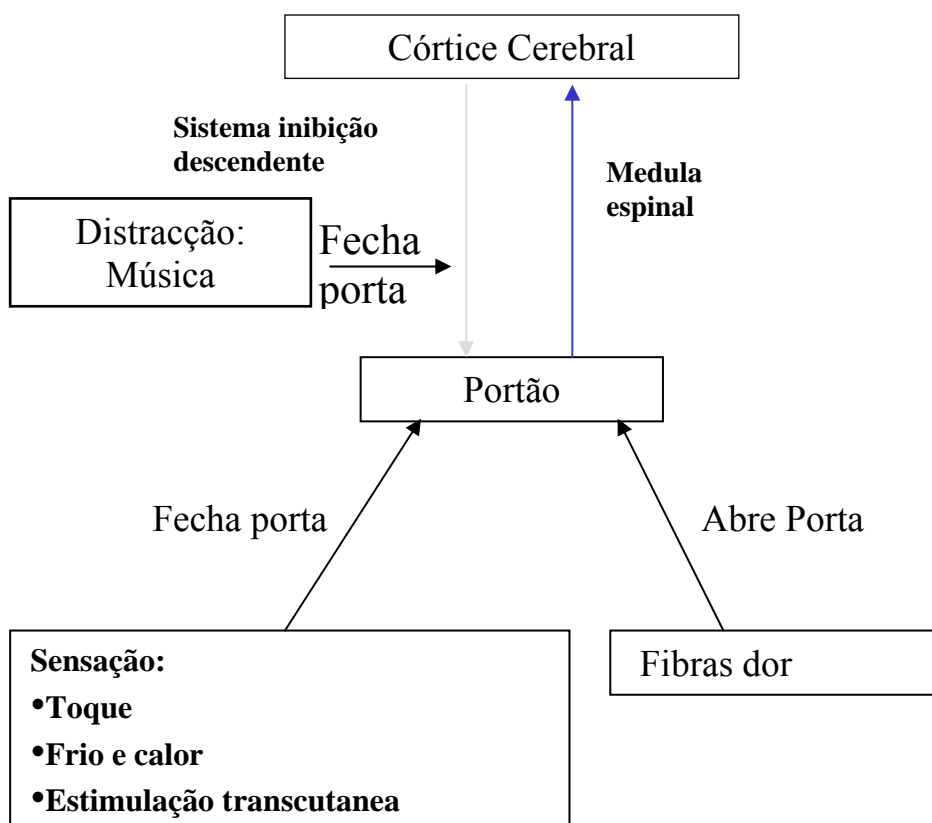 Córtice Cerebral
Sistema inibição
descendente
Medula
espinal
Distracção:
Música
Fecha
porta
Portão
Fecha porta
Abre Porta
Sensação:
•Toque
•Frio e calor
•Estimulação transcutanea
Fibras dor